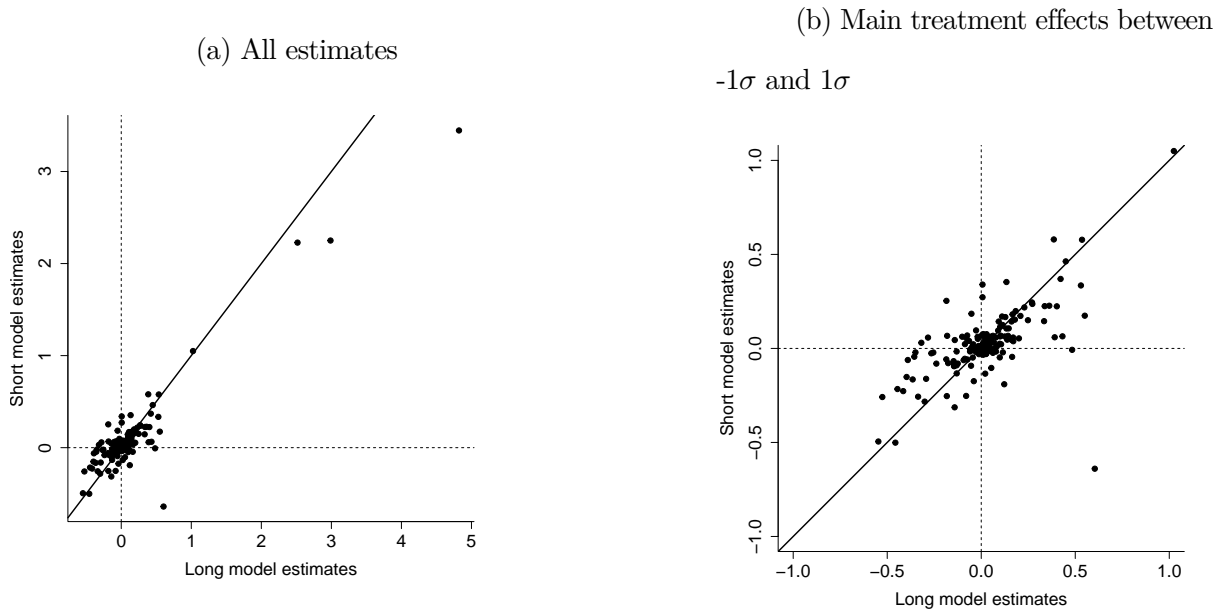 (a) All estimates
3
2
1
0
Short model estimates
0 1 2 3 4 5
Long model estimates
(b) Main treatment effects between
-1σ and 1σ
1.0
0.5
0.0
−0.5
−1.0
Short model estimates
−1.0 −0.5 0.0 0.5 1.0
Long model estimates